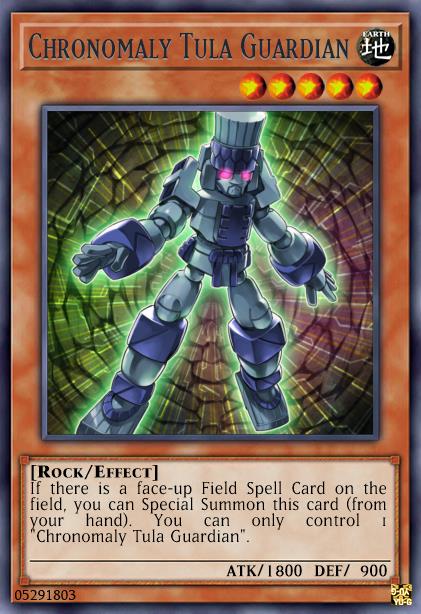 CHRONOMALY TULA GUARDIAN
EARTH
地
[ROCK/EFFECT]
If there is a face-up Field Spell Card on the
field, you can Special Summon this card (from
your hand). You can only control 1
"Chronomaly Tula Guardian".
ATK/1800 DEF/ 900
05291803